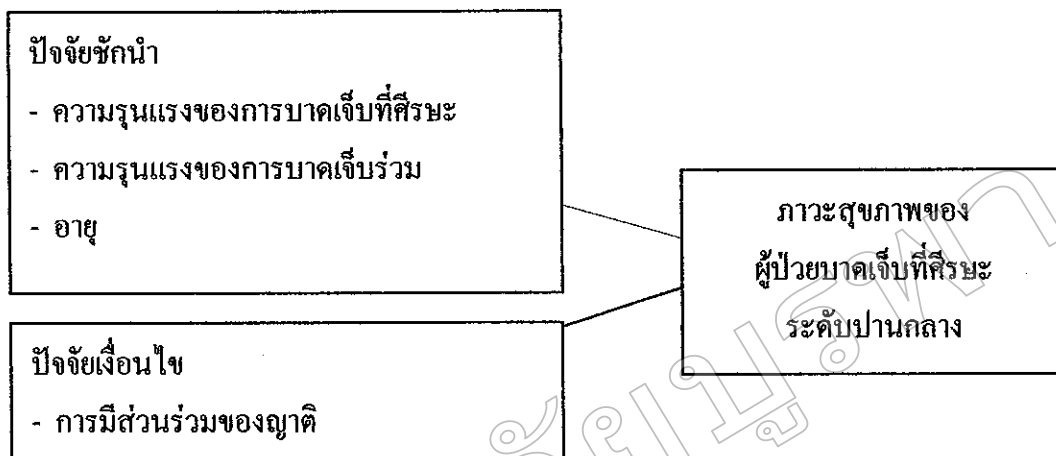 ปัจจัยชักนำ
- ความรุนแรงของการบาดเจ็บที่ศีรษะ
- ความรุนแรงของการบาดเจ็บร่วม
- อายุ
ภาวะสุขภาพของ
ผู้ป่วยบาดเจ็บที่ศีรษะ
ระดับปานกลาง
ปัจจัยเงื่อนไข
- การมีส่วนร่วมของญาติ